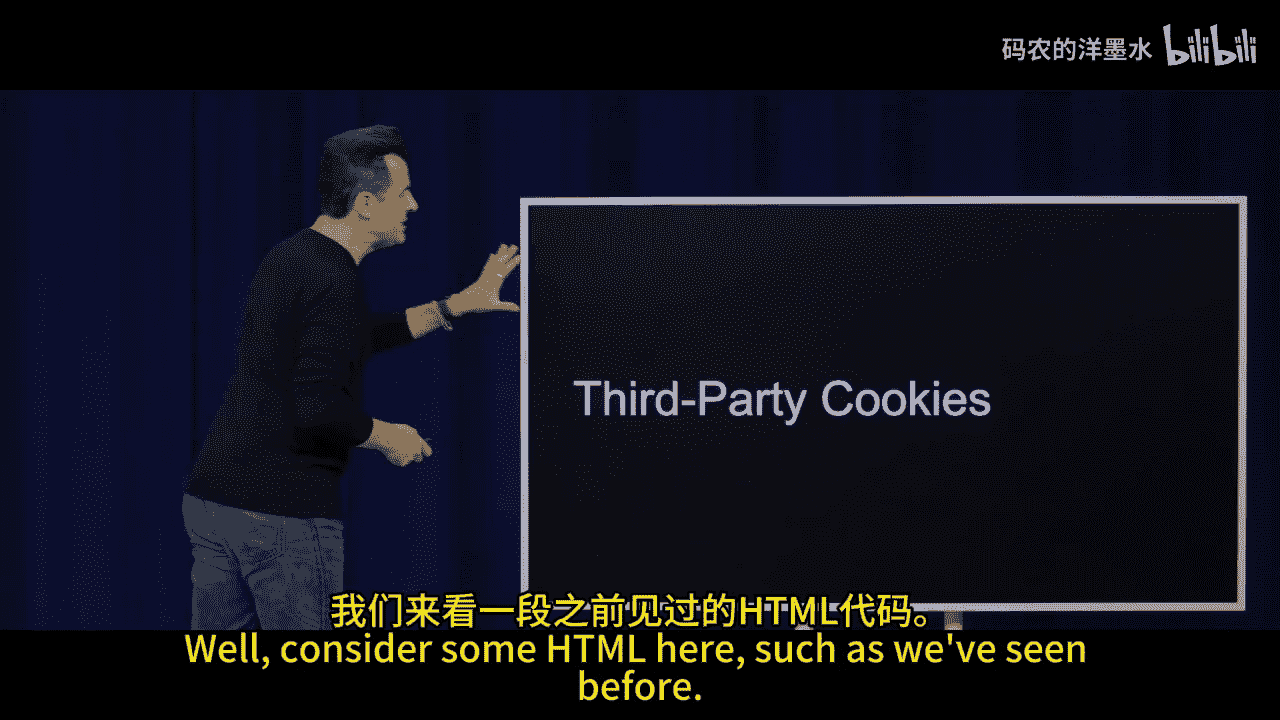 码农的洋墨水 bilibili
Third-Party Cookies
我们来看一段之前见过的HTML代码。
Well, consider some HTML here, such as we've seen
before.